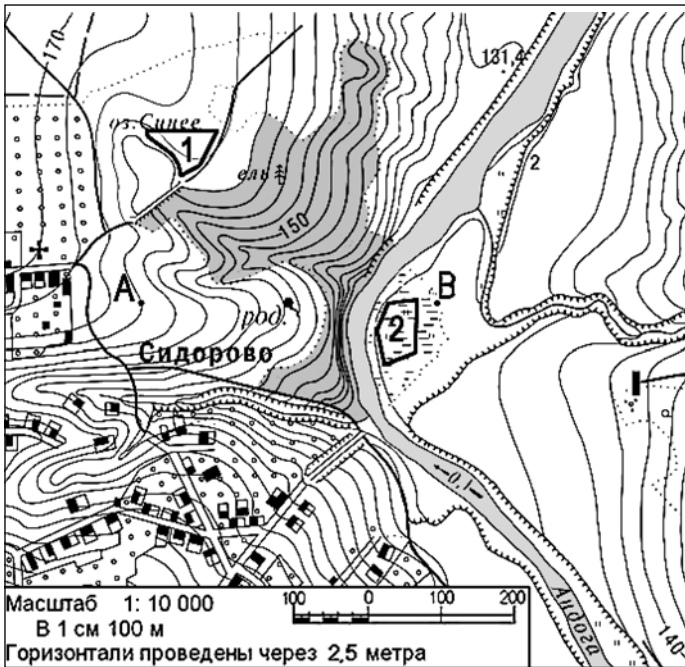 170
131,4
оз. Синее
1
2
ель
150
А
В
род.
2
Сидорово
0,1
Андога
140
Масштаб 1: 10 000
В 1 см 100 м
Горизонтали проведены через 2,5 метра
100 0 100 200